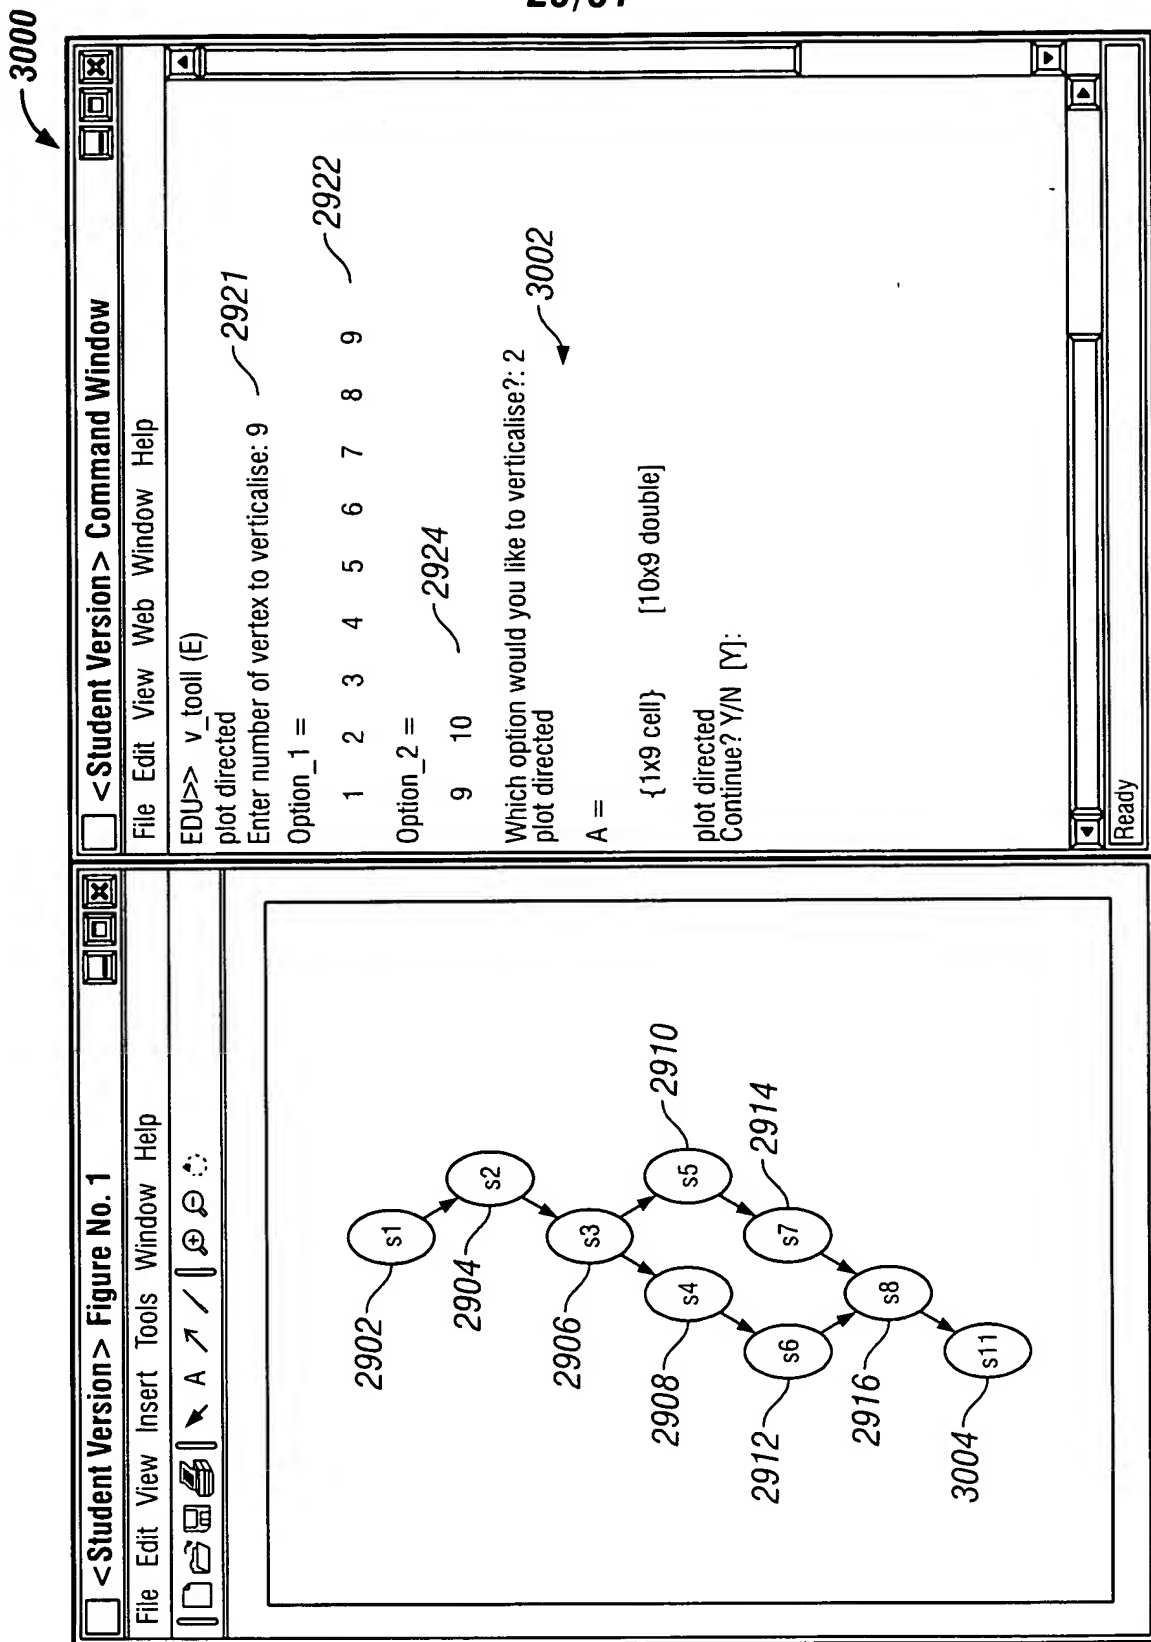 3000
<Student Version> Figure No. 1
File Edit View Insert Tools Window Help
A
s1
s2
s3
s4
s5
s6
s7
s8
s11
2902
2904
2906
2908
2910
2912
2914
2916
3004
<Student Version> Command Window
File Edit View Web Window Help
EDU>> v_tooll (E)
plot directed
Enter number of vertex to verticalise: 9
2921
Option_1 =
1 2 3 4 5 6 7 8 9
2922
Option_2 =
9 10
2924
Which option would you like to verticalise?: 2
3002
plot directed
A =
{1x9 cell} [10x9 double]
plot directed
Continue? Y/N [Y]:
Ready